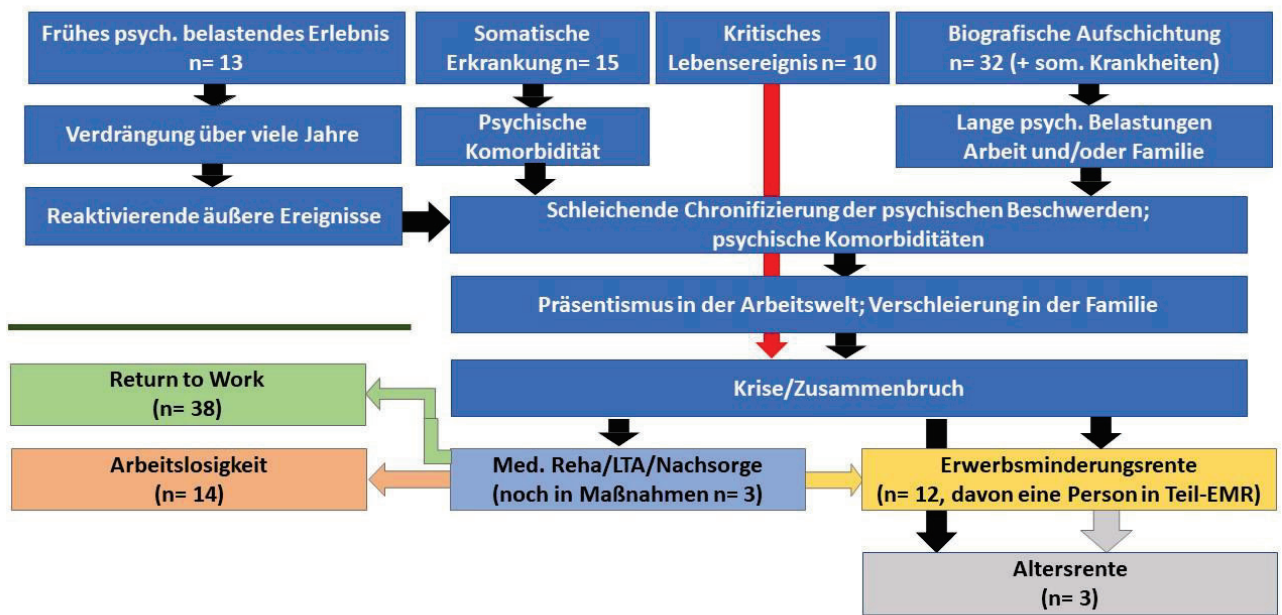 Frühes psych. belastendes Erlebnis
n= 13
Somatische
Erkrankung n= 15
Kritisches
Lebensereignis n= 10
Biografische Aufschichtung
n= 32 (+ som. Krankheiten)
Verdrängung über viele Jahre
Psychische
Komorbidität
Lange psych. Belastungen
Arbeit und/oder Familie
Reaktivierende äußere Ereignisse
Schleichende Chronifizierung der psychischen Beschwerden;
psychische Komorbiditäten
Präsentismus in der Arbeitswelt; Verschleierung in der Familie
Krise/Zusammenbruch
Return to Work
(n= 38)
Arbeitslosigkeit
(n= 14)
Med. Reha/LTA/Nachsorge
(noch in Maßnahmen n= 3)
Erwerbsminderungsrente
(n= 12, davon eine Person in Teil-EMR)
Altersrente
(n= 3)